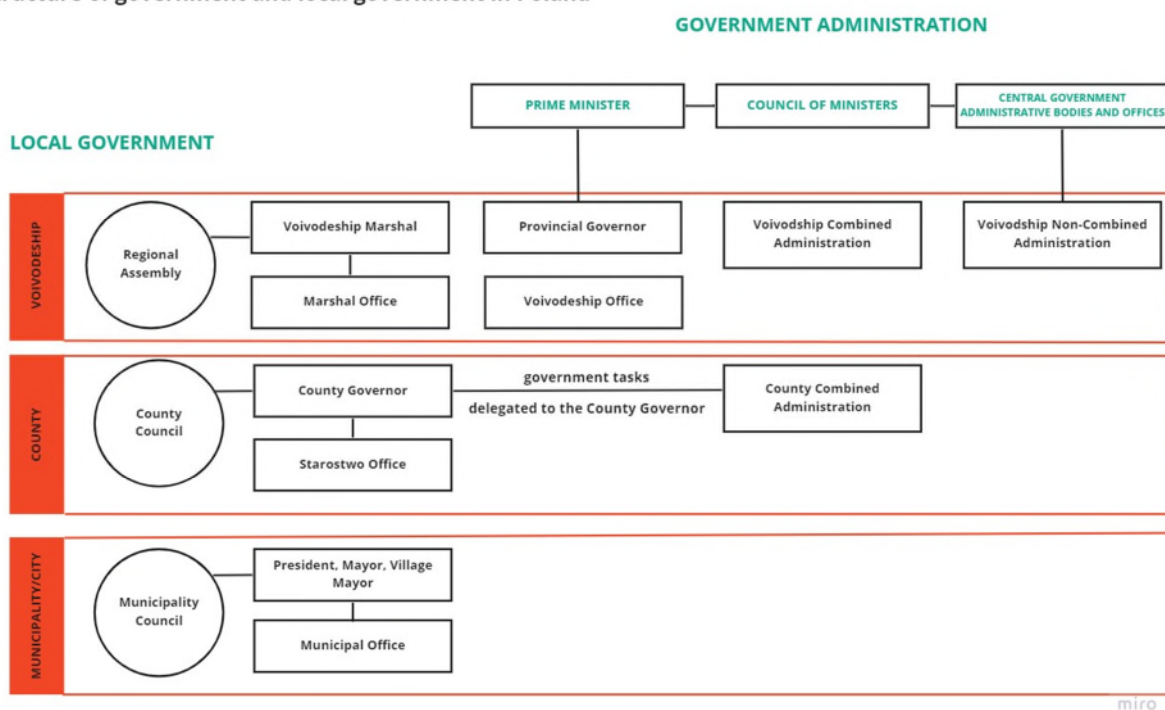 GOVERNMENT ADMINISTRATION
PRIME MINISTER
COUNCIL OF MINISTERS
CENTRAL GOVERNMENT
ADMINISTRATIVE BODIES AND OFFICES
LOCAL GOVERNMENT
VOIVODESHIP
Regional
Assembly
Voivodeship Marshal
Marshal Office
Provincial Governor
Voivodeship Office
Voivodship Combined
Administration
Voivodship Non-Combined
Administration
COUNTY
County
Council
County Governor
Starostwo Office
government tasks
delegated to the County Governor
County Combined
Administration
MUNICIPALITY/CITY
Municipality
Council
President, Mayor, Village
Mayor
Municipal Office
miro